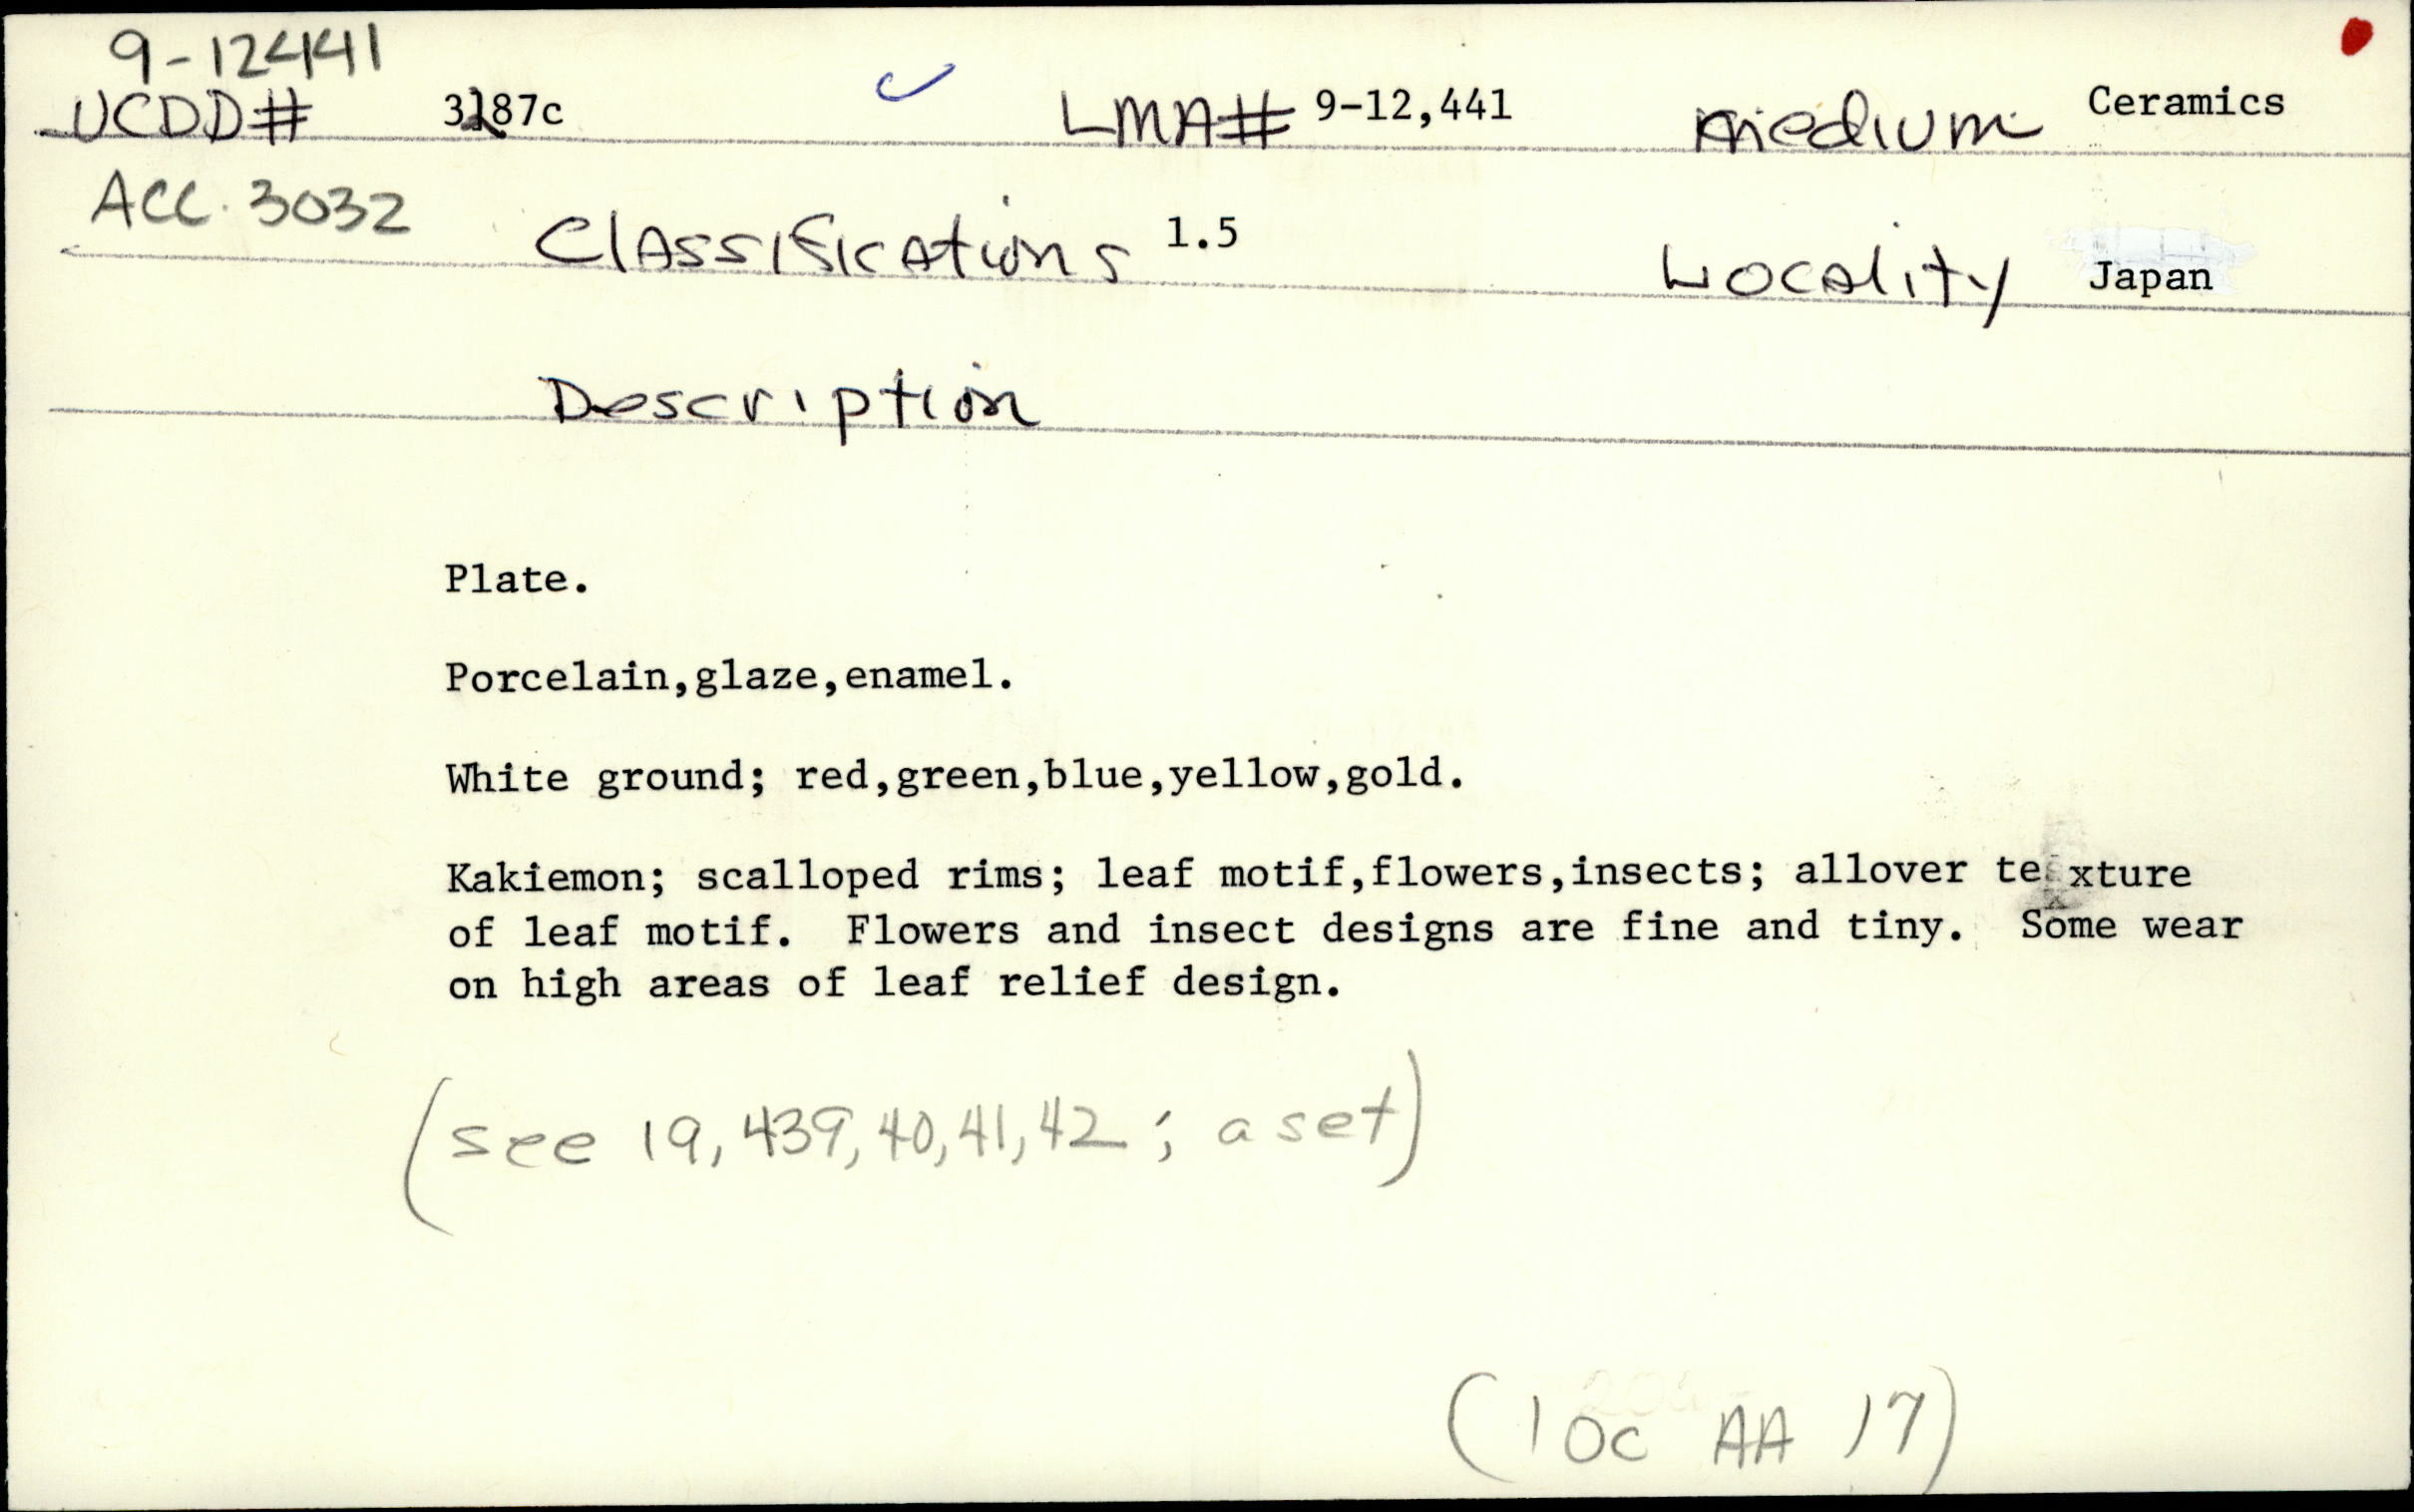 9-12441
UCDD# 3187c LMA# 9-12,441 Medium Ceramics
ACC. 3032
Classifications 1.5 Locality Japan
Description
Plate.
Porcelain,glaze,enamel.
White ground; red,green,blue,yellow,gold.
Kakiemon; scalloped rims; leaf motif,flowers,insects; allover texture
of leaf motif. Flowers and insect designs are fine and tiny. Some wear
on high areas of leaf relief design.
(see 19,439,40,41,42; a set)
(loc AA 17)